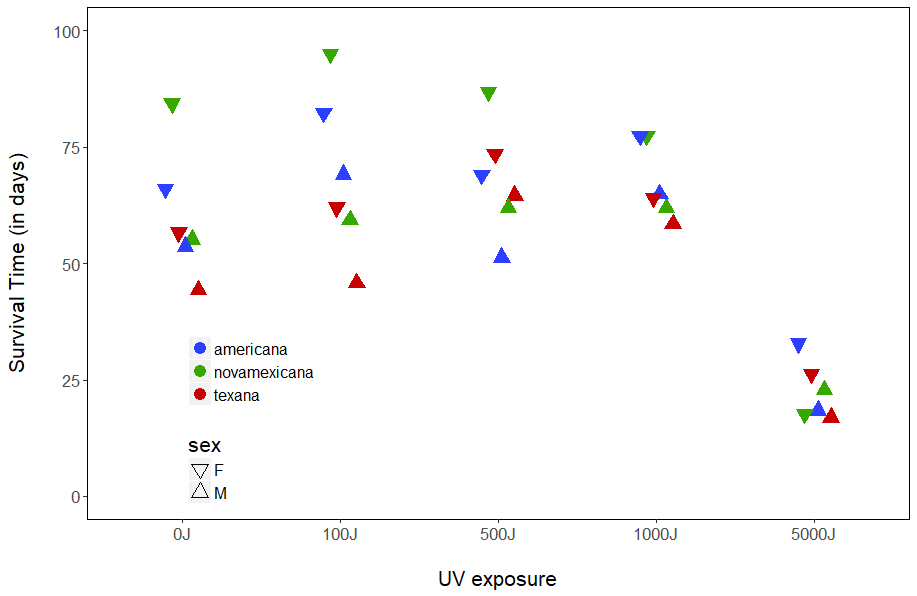 100
75
50
25
0
Survival Time (in days)
americana
novamexicana
texana
sex
F
M
0J
100J
500J
1000J
5000J
UV exposure